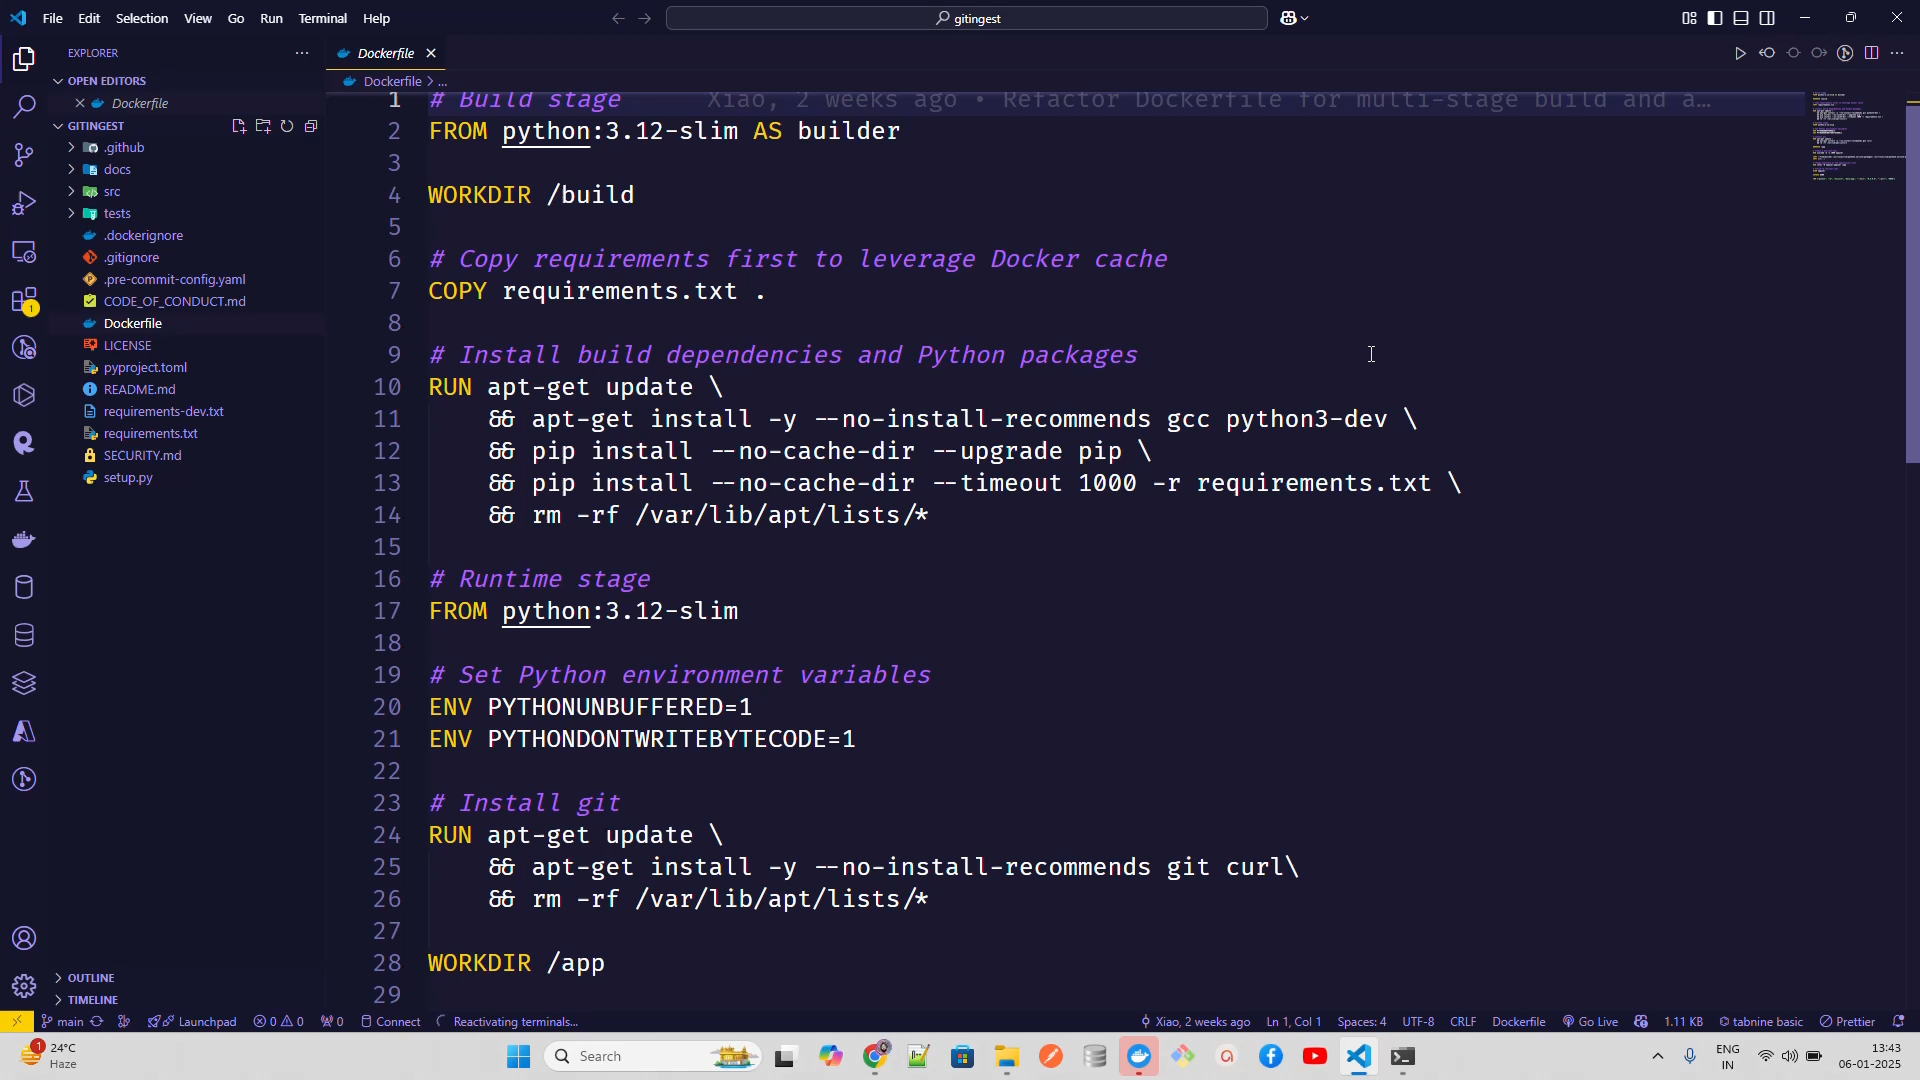 File Edit Selection View Go Run Terminal Help
gitingest
EXPLORER
OPEN EDITORS
Dockerfile
GITINGEST
.github
docs
src
tests
.dockerignore
.gitignore
.pre-commit-config.yaml
CODE_OF_CONDUCT.md
Dockerfile
LICENSE
pyproject.toml
README.md
requirements-dev.txt
requirements.txt
SECURITY.md
setup.py
OUTLINE
TIMELINE
1
Dockerfile
Dockerfile > ...
1 # Build stage Xiao, 2 weeks ago • Refactor Dockerfile for multi-stage build and a…
2 FROM python:3.12-slim AS builder
3
4 WORKDIR /build
5
6 # Copy requirements first to leverage Docker cache
7 COPY requirements.txt .
8
9 # Install build dependencies and Python packages
10 RUN apt-get update \
11 && apt-get install -y --no-install-recommends gcc python3-dev \
12 && pip install --no-cache-dir --upgrade pip \
13 && pip install --no-cache-dir --timeout 1000 -r requirements.txt \
14 && rm -rf /var/lib/apt/lists/*
15
16 # Runtime stage
17 FROM python:3.12-slim
18
19 # Set Python environment variables
20 ENV PYTHONUNBUFFERED=1
21 ENV PYTHONDONTWRITEBYTECODE=1
22
23 # Install git
24 RUN apt-get update \
25 && apt-get install -y --no-install-recommends git curl\
26 && rm -rf /var/lib/apt/lists/*
27
28 WORKDIR /app
29
main Launchpad 0 0 0 Connect Reactivating terminals... Xiao, 2 weeks ago Ln 1, Col 1 Spaces: 4 UTF-8 CRLF Dockerfile Go Live 1.11 KB tabnine basic Prettier
1
24°C
Haze
Search
ENG
IN
13:43
06-01-2025